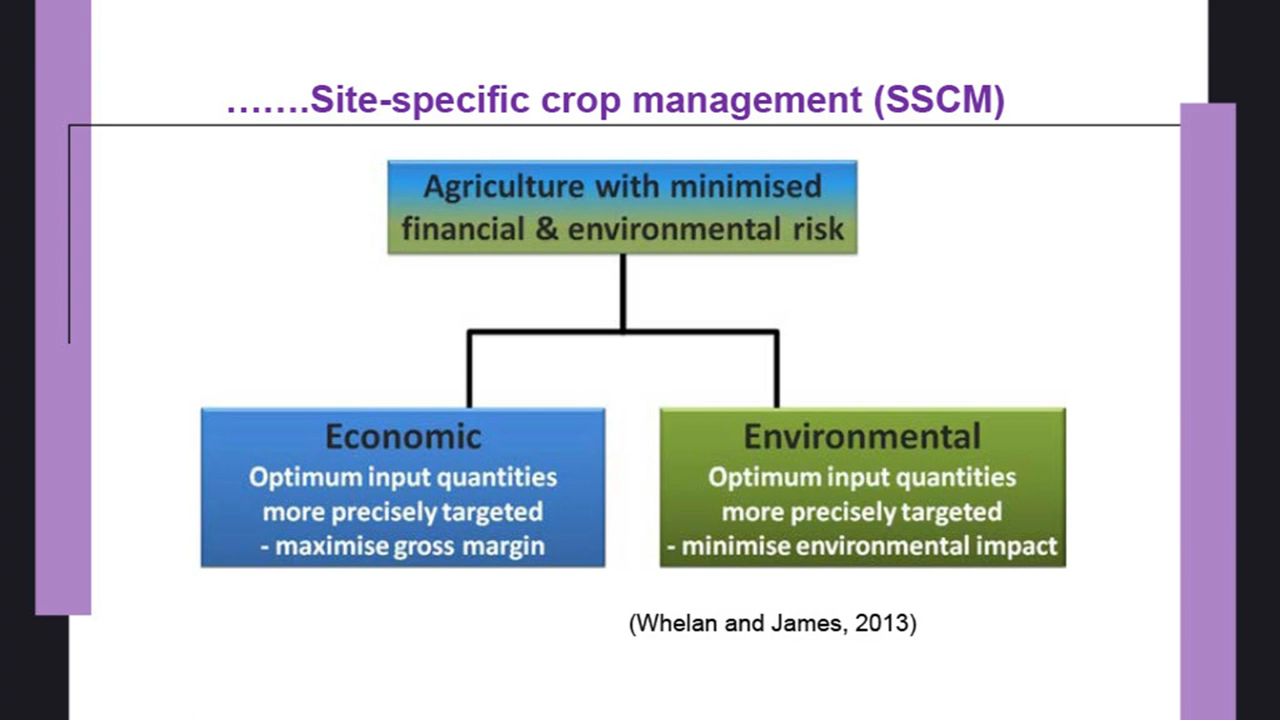 .......Site-specific crop management (SSCM)
Agriculture with minimised
financial & environmental risk
Economic
Optimum input quantities
more precisely targeted
- maximise gross margin
Environmental
Optimum input quantities
more precisely targeted
- minimise environmental impact
(Whelan and James, 2013)